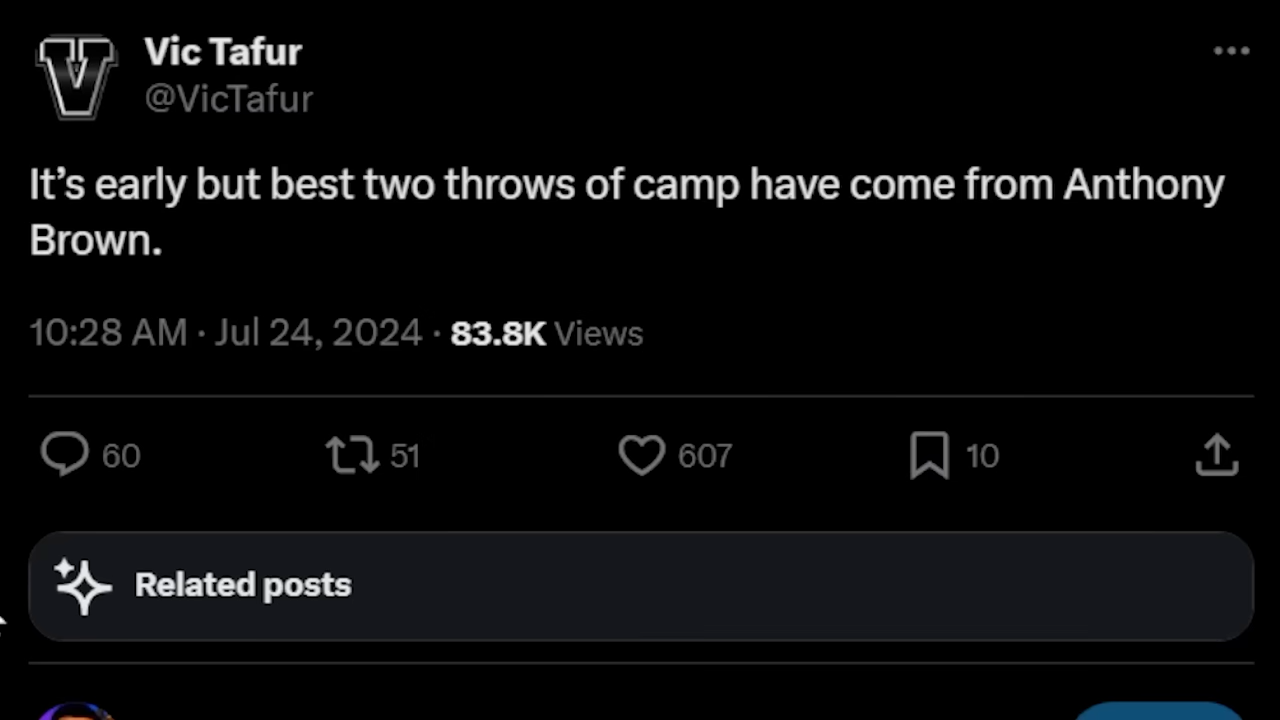 V
Vic Tafur
@VicTafur
It’s early but best two throws of camp have come from Anthony
Brown.
10:28 AM · Jul 24, 2024 · 83.8K Views
60 51 607 10
Related posts